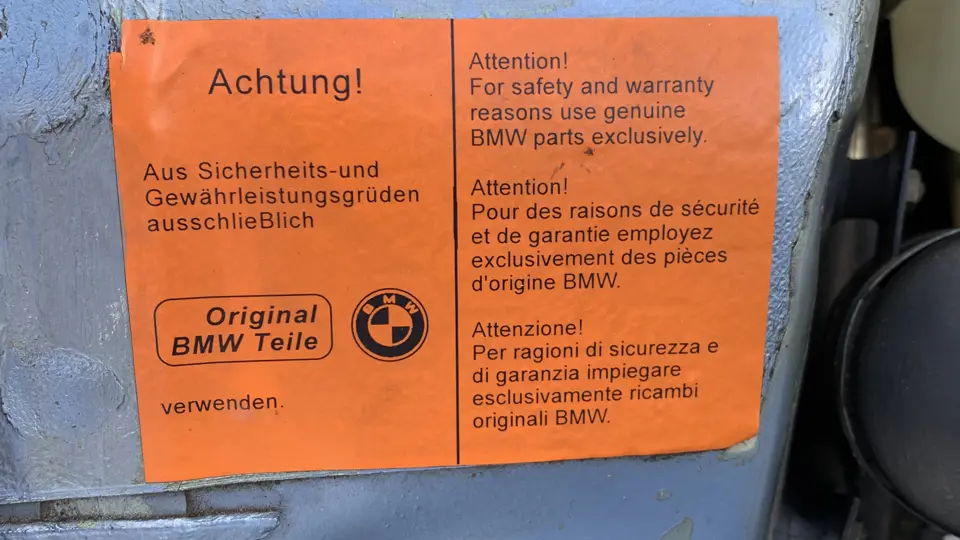 Achtung!
Aus Sicherheits-und
Gewährleistungsgrüden
ausschließlich
Original
BMW Teile
BMW
verwenden.
Attention!
For safety and warranty
reasons use genuine
BMW parts exclusively.
Attention!
Pour des raisons de sécurité
et de garantie employez
exclusivement des pièces
d'origine BMW.
Attenzione!
Per ragioni di sicurezza e
di garanzia impiegare
esclusivamente ricambi
originali BMW.